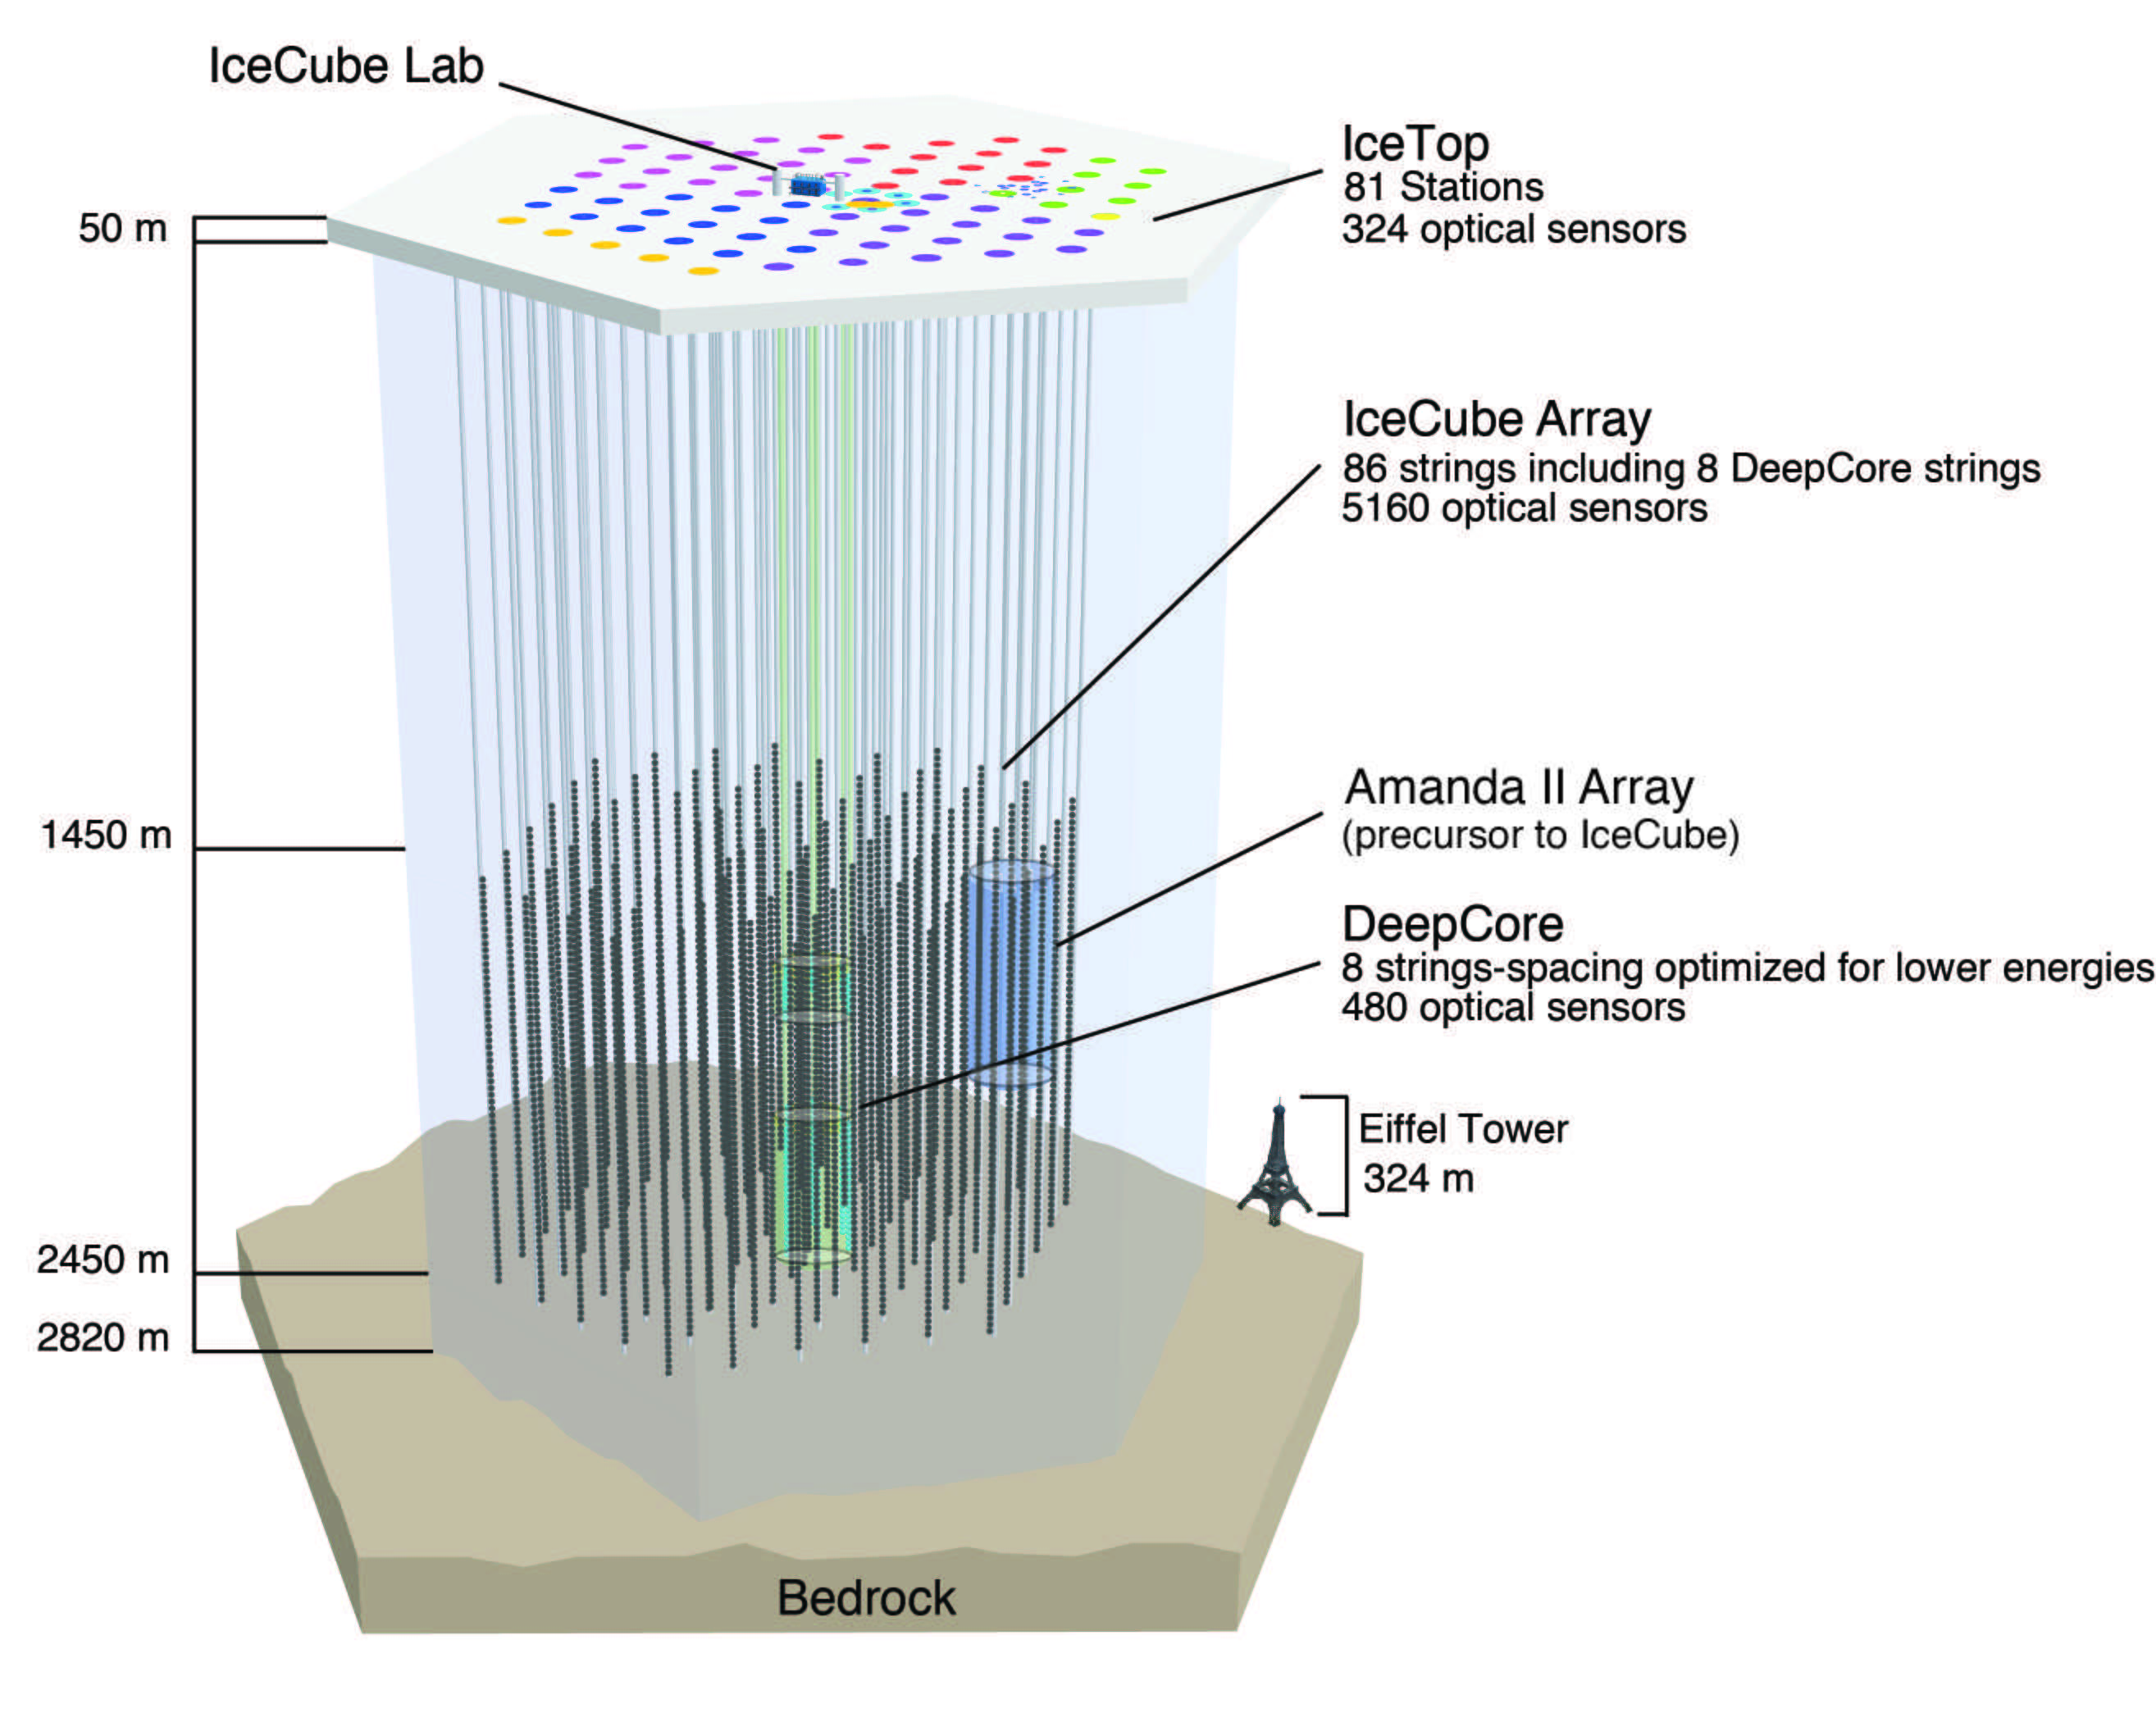 IceCube Lab
50 m
1450 m
2450 m
2820 m
IceTop
81 Stations
324 optical sensors
IceCube Array
86 strings including 8 DeepCore strings
5160 optical sensors
Amanda II Array
(precursor to IceCube)
DeepCore
8 strings-spacing optimized for lower energies
480 optical sensors
Eiffel Tower
324 m
Bedrock